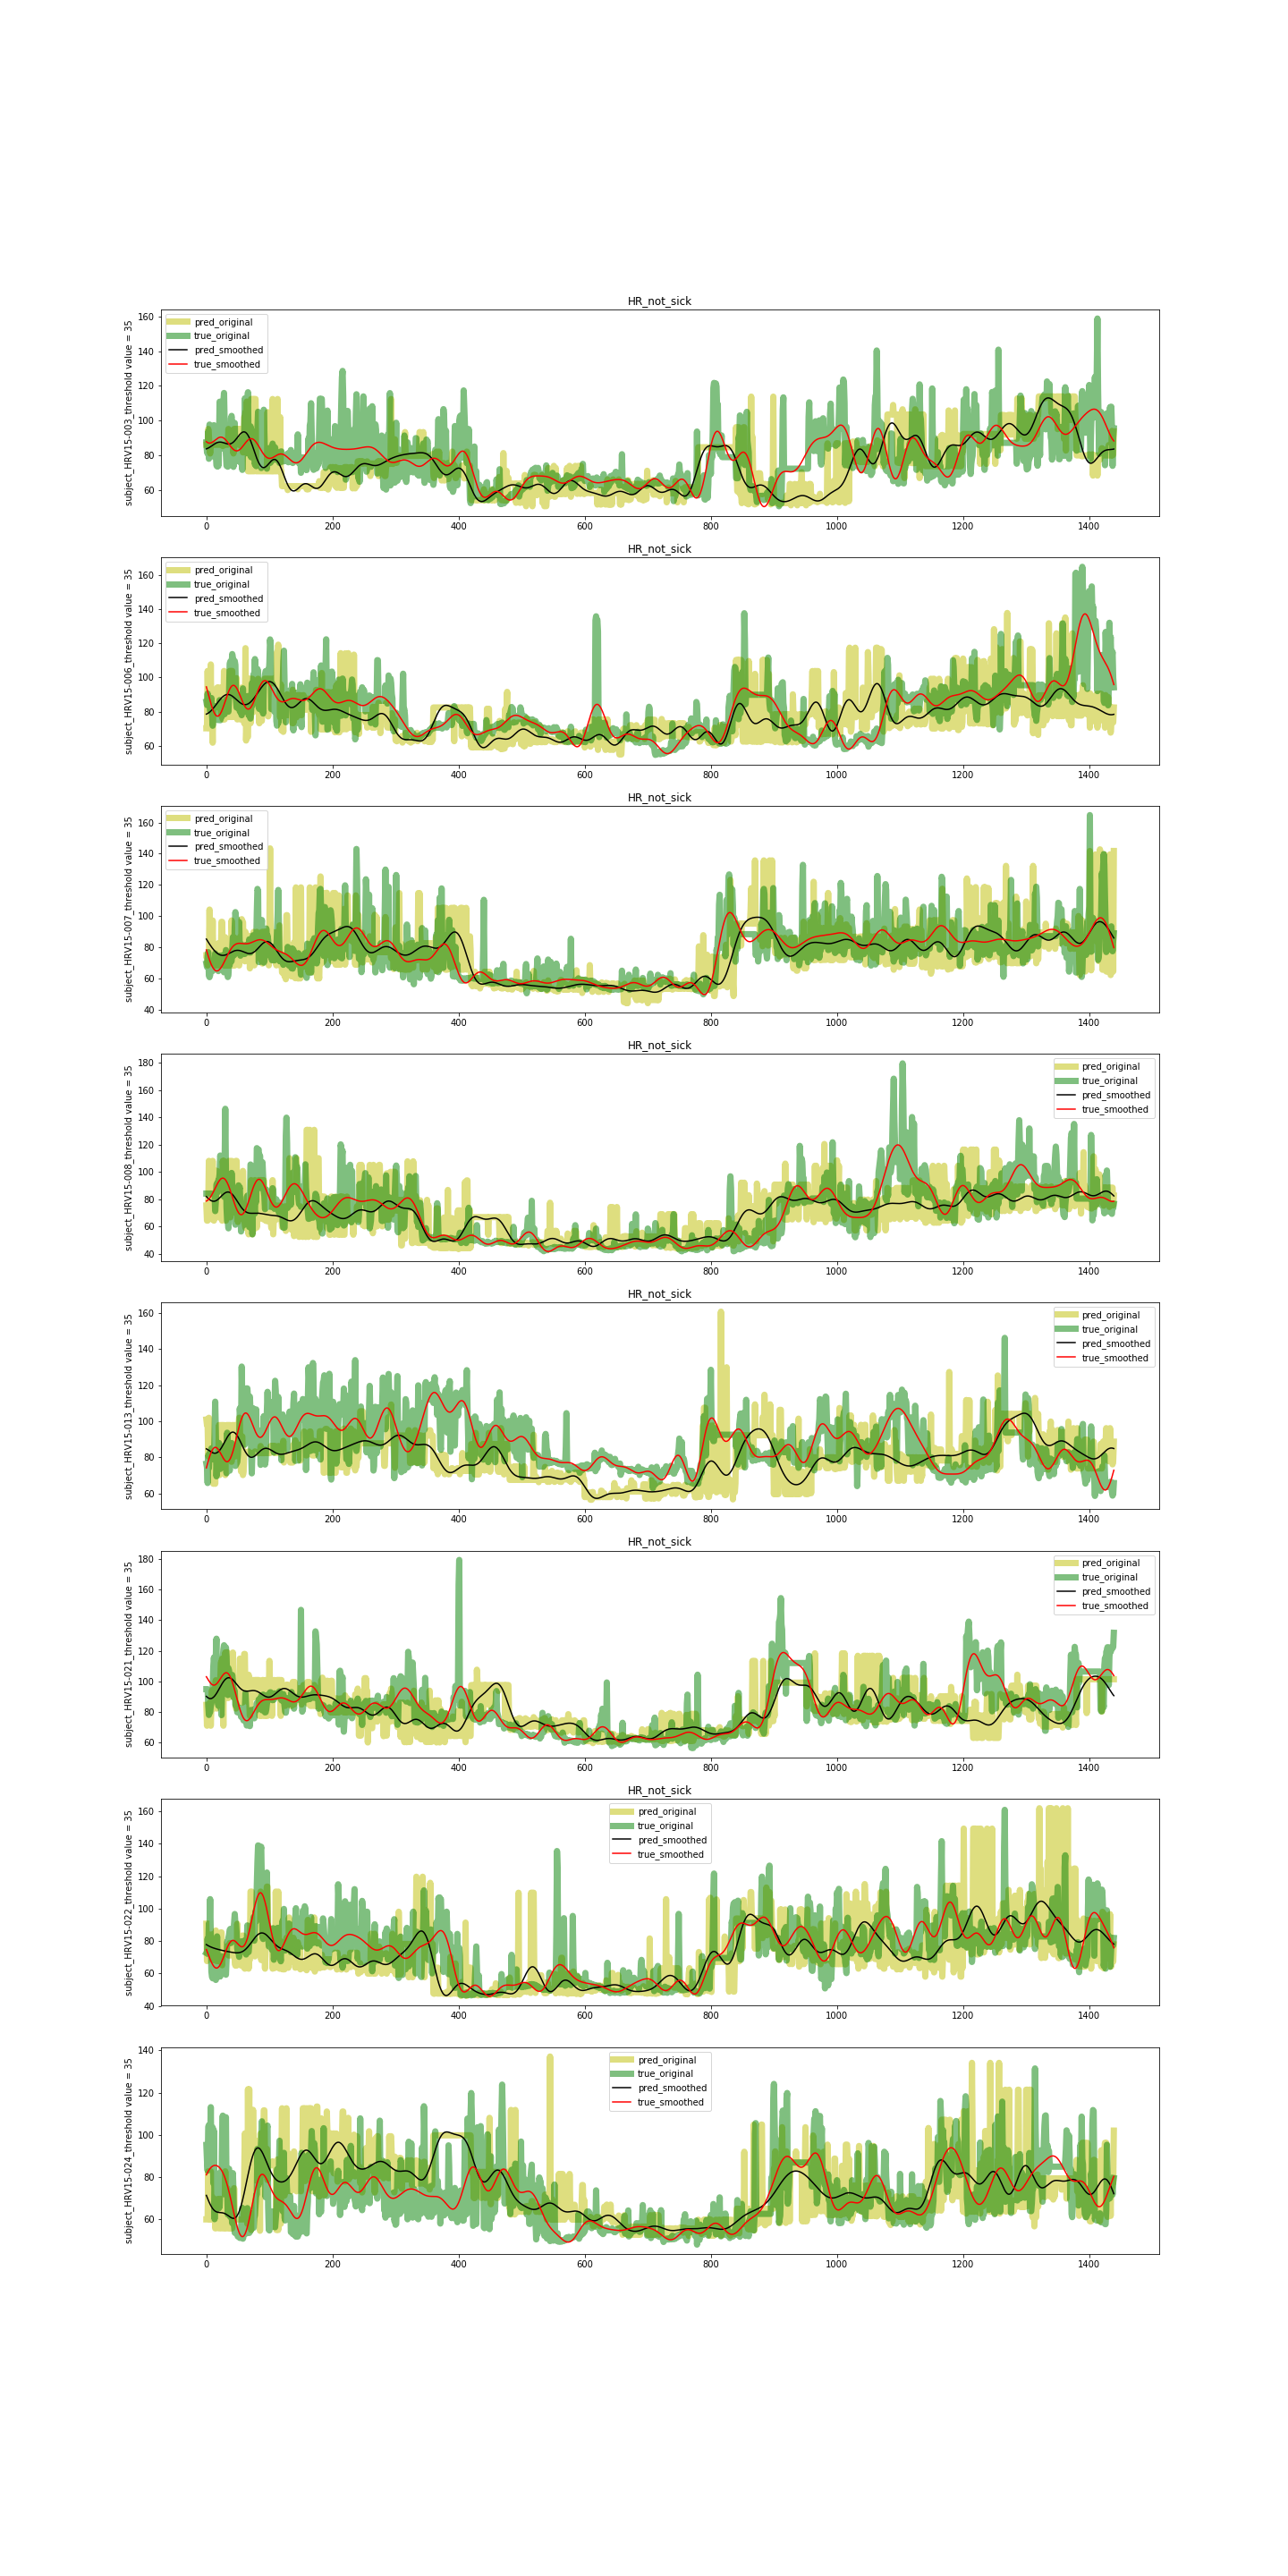 HR_not_sick
subject_HRV15-003_threshold value = 35
160
140
120
100
80
60
pred_original
true_original
pred_smoothed
true_smoothed
0 200 400 600 800 1000 1200 1400
HR_not_sick
subject_HRV15-006_threshold value = 35
160
140
120
100
80
60
pred_original
true_original
pred_smoothed
true_smoothed
0 200 400 600 800 1000 1200 1400
HR_not_sick
subject_HRV15-007_threshold value = 35
160
140
120
100
80
60
40
pred_original
true_original
pred_smoothed
true_smoothed
0 200 400 600 800 1000 1200 1400
HR_not_sick
subject_HRV15-008_threshold value = 35
180
160
140
120
100
80
60
40
pred_original
true_original
pred_smoothed
true_smoothed
0 200 400 600 800 1000 1200 1400
HR_not_sick
subject_HRV15-013_threshold value = 35
160
140
120
100
80
60
pred_original
true_original
pred_smoothed
true_smoothed
0 200 400 600 800 1000 1200 1400
HR_not_sick
subject_HRV15-021_threshold value = 35
180
160
140
120
100
80
60
pred_original
true_original
pred_smoothed
true_smoothed
0 200 400 600 800 1000 1200 1400
HR_not_sick
subject_HRV15-022_threshold value = 35
160
140
120
100
80
60
40
pred_original
true_original
pred_smoothed
true_smoothed
0 200 400 600 800 1000 1200 1400
subject_HRV15-024_threshold value = 35
140
120
100
80
60
pred_original
true_original
pred_smoothed
true_smoothed
0 200 400 600 800 1000 1200 1400